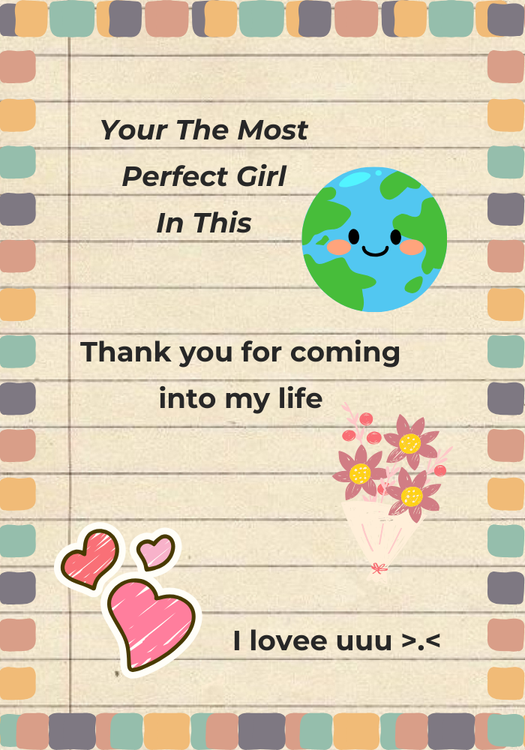 Your The Most
Perfect Girl
In This
Thank you for coming
into my life
I lovee uuu >.<